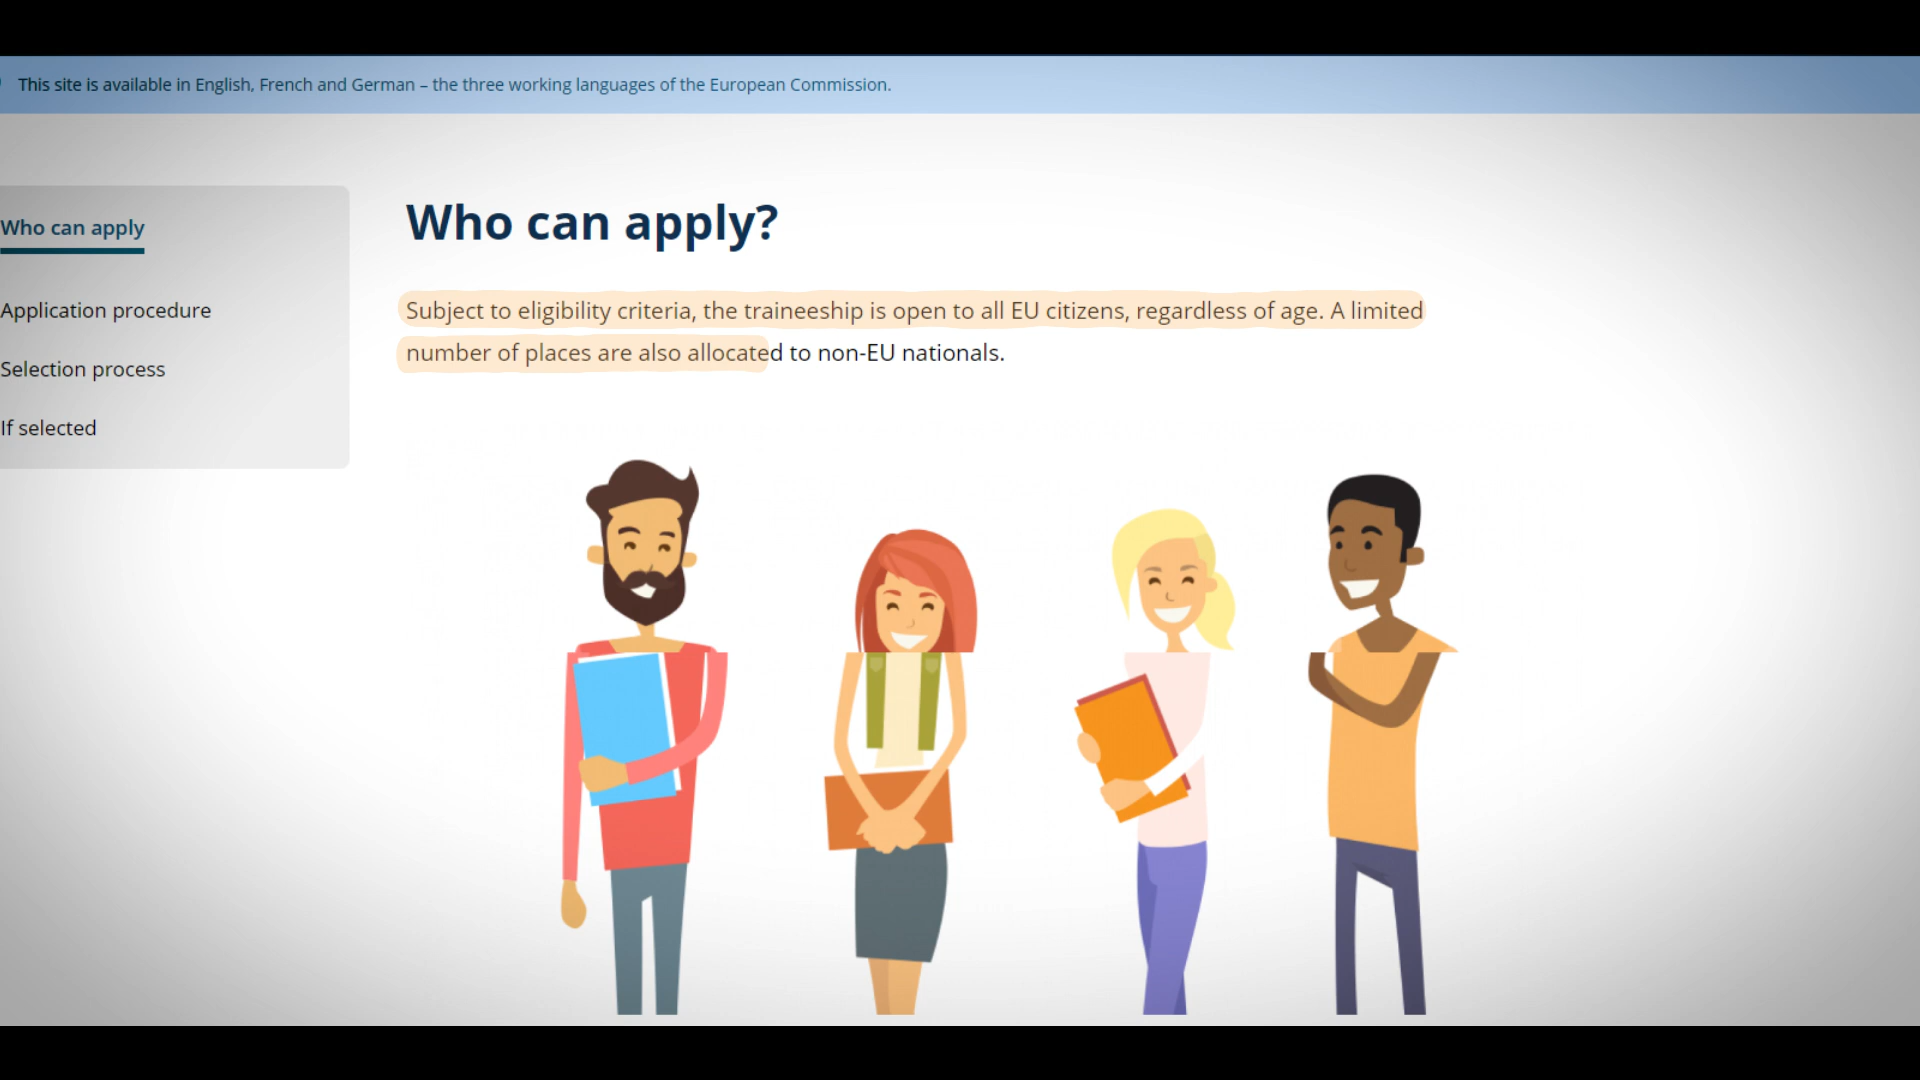 This site is available in English, French and German – the three working languages of the European Commission.
Who can apply
Application procedure
Selection process
If selected
Who can apply?
Subject to eligibility criteria, the traineeship is open to all EU citizens, regardless of age. A limited
number of places are also allocated to non-EU nationals.